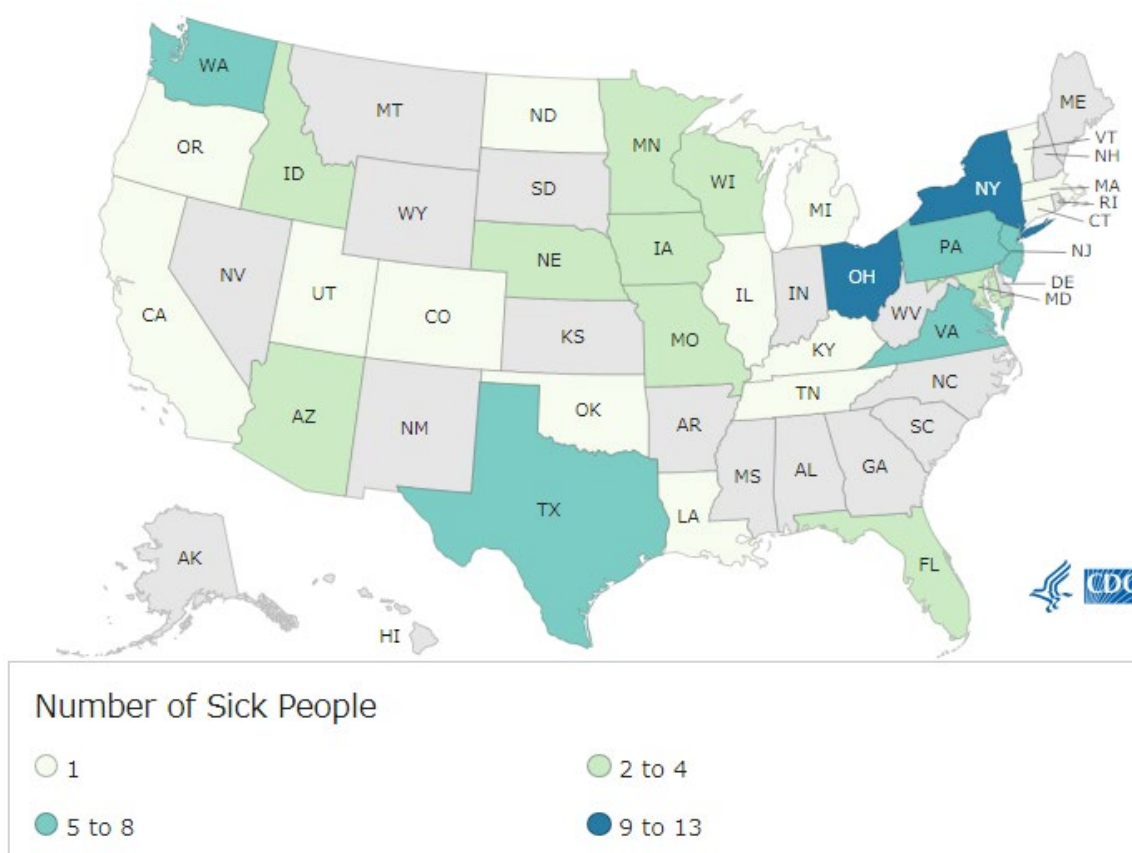 WA
MT
ND
ME
OR
MN
VT
ID
NH
SD
WI
NY
MA
WY
MI
RI
CT
IA
PA
NE
NJ
NV
OH
UT
IL
IN
DE
CA
CO
MD
WV
VA
KS
MO
KY
NC
TN
AZ
OK
NM
AR
SC
MS
AL
GA
TX
LA
AK
FL
CDC
HI
Number of Sick People
1
2 to 4
5 to 8
9 to 13